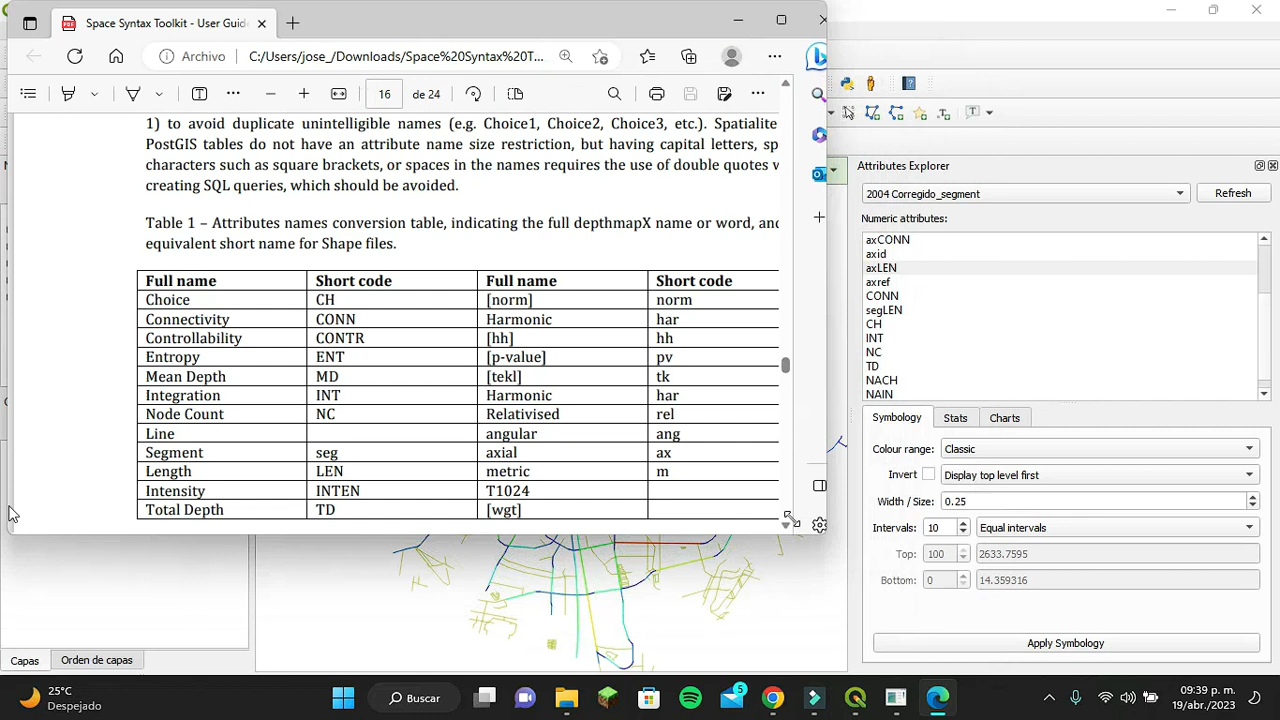 Space Syntax Toolkit - User Guid
Archivo
C:/Users/jose_/Downloads/Space%20Syntax%20T...
16
de 24
1) to avoid duplicate unintelligible names (e.g. Choice1, Choice2, Choice3, etc.). Spatialite
PostGIS tables do not have an attribute name size restriction, but having capital letters, sp
characters such as square brackets, or spaces in the names requires the use of double quotes w
creating SQL queries, which should be avoided.
Table 1 – Attributes names conversion table, indicating the full depthmapX name or word, and
equivalent short name for Shape files.
Full name Short code Full name Short code
Choice CH [norm] norm
Connectivity CONN Harmonic har
Controllability CONTR [hh] hh
Entropy ENT [p-value] pv
Mean Depth MD [tekl] tk
Integration INT Harmonic har
Node Count NC Relativised rel
Line angular ang
Segment seg axial ax
Length LEN metric m
Intensity INTEN T1024
Total Depth TD [wgt]
Attributes Explorer
2004 Corregido_segment
Refresh
Numeric attributes:
axCONN
axid
axLEN
axref
CONN
segLEN
CH
INT
NC
TD
NACH
NAIN
Symbology Stats Charts
Colour range: Classic
Invert Display top level first
Width / Size: 0.25
Intervals: 10 Equal intervals
Top: 100 2633.7595
Bottom: 0 14.359316
Apply Symbology
Capas Orden de capas
25°C
Despejado
Buscar
5
09:39 p. m.
19/abr./2023